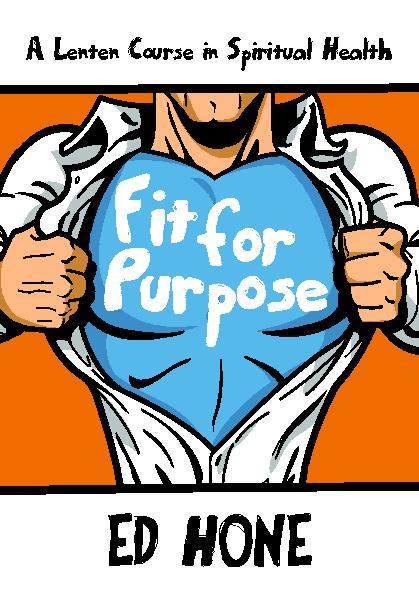 A Lenten Course in Spiritual Health
Fit for
Purpose
ED HONE